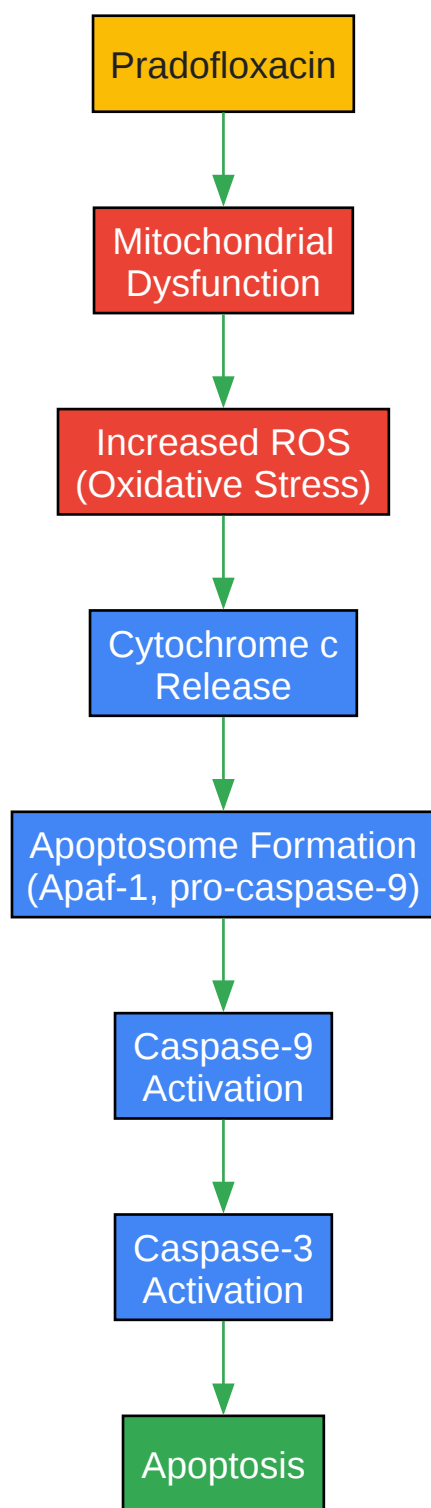 Pradofloxacin
Mitochondrial
Dysfunction
Increased ROS
(Oxidative Stress)
Cytochrome c
Release
Apoptosome Formation
(Apaf-1, pro-caspase-9)
Caspase-9
Activation
Caspase-3
Activation
Apoptosis